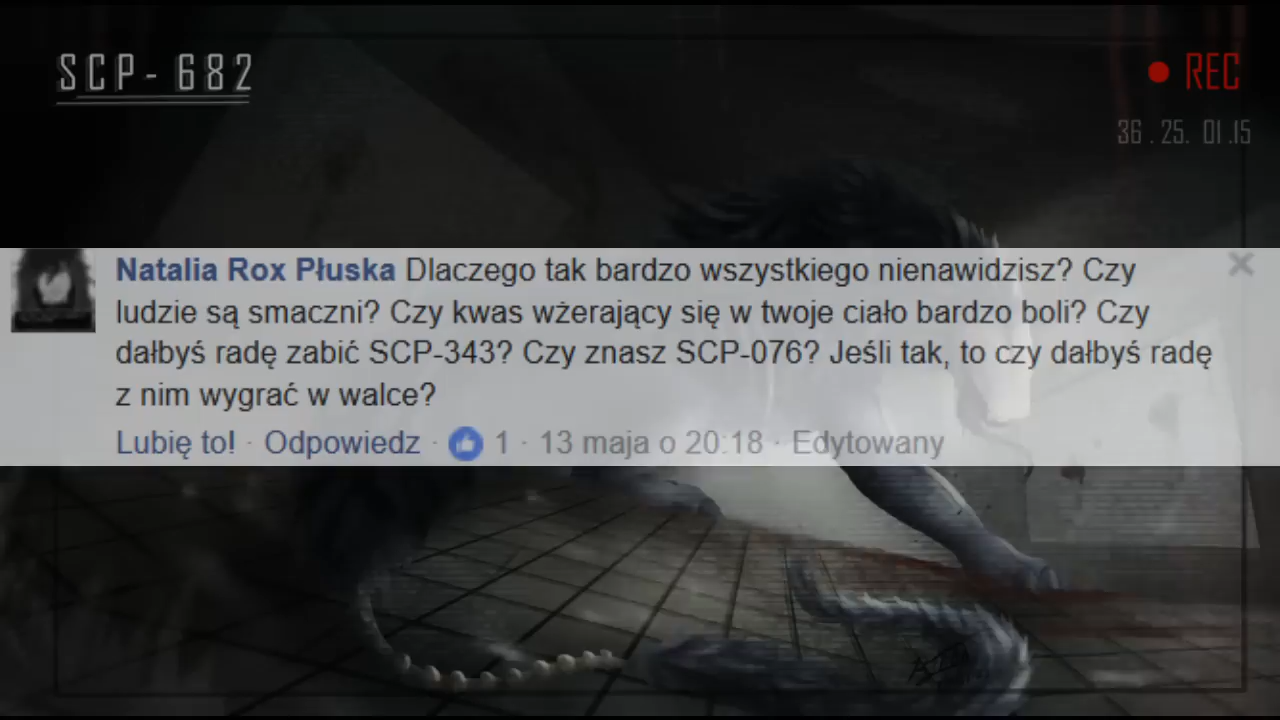 SCP-682
REC
36.25. 01.15
Natalia Rox Płuska Dlaczego tak bardzo wszystkiego nienawidzisz? Czy
ludzie są smaczni? Czy kwas wżerający się w twoje ciało bardzo boli? Czy
dałbyś radę zabić SCP-343? Czy znasz SCP-076? Jeśli tak, to czy dałbyś radę
z nim wygrać w walce?
Lubię to! · Odpowiedz · 1 · 13 maja o 20:18 · Edytowany